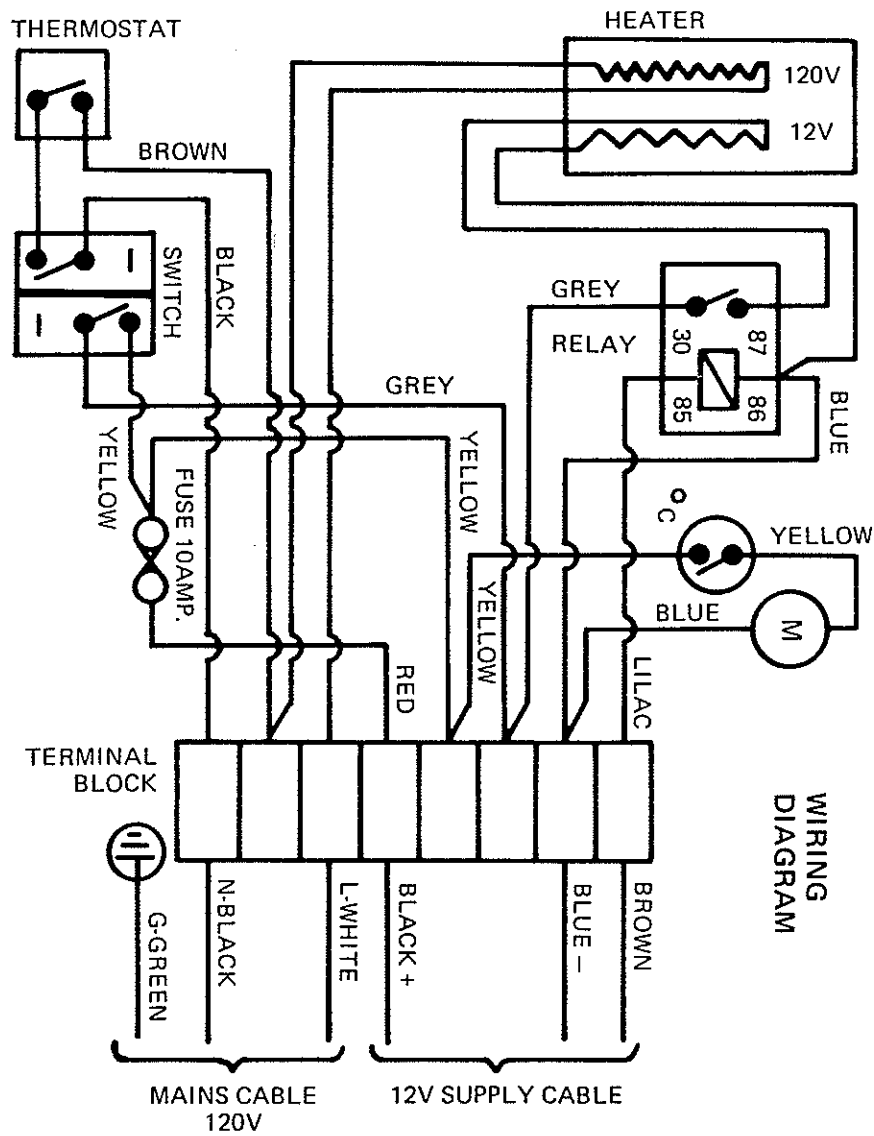 THERMOSTAT
HEATER
120V
12V
BROWN
BLACK
SWITCH
GREY
RELAY
30
87
85
86
BLUE
GREY
YELLOW
FUSE 10AMP.
YELLOW
YELLOW
°C
YELLOW
BLUE
M
RED
LILAC
TERMINAL
BLOCK
WIRING
DIAGRAM
G-GREEN
N-BLACK
L-WHITE
BLACK +
BLUE –
BROWN
MAINS CABLE
120V
12V SUPPLY CABLE